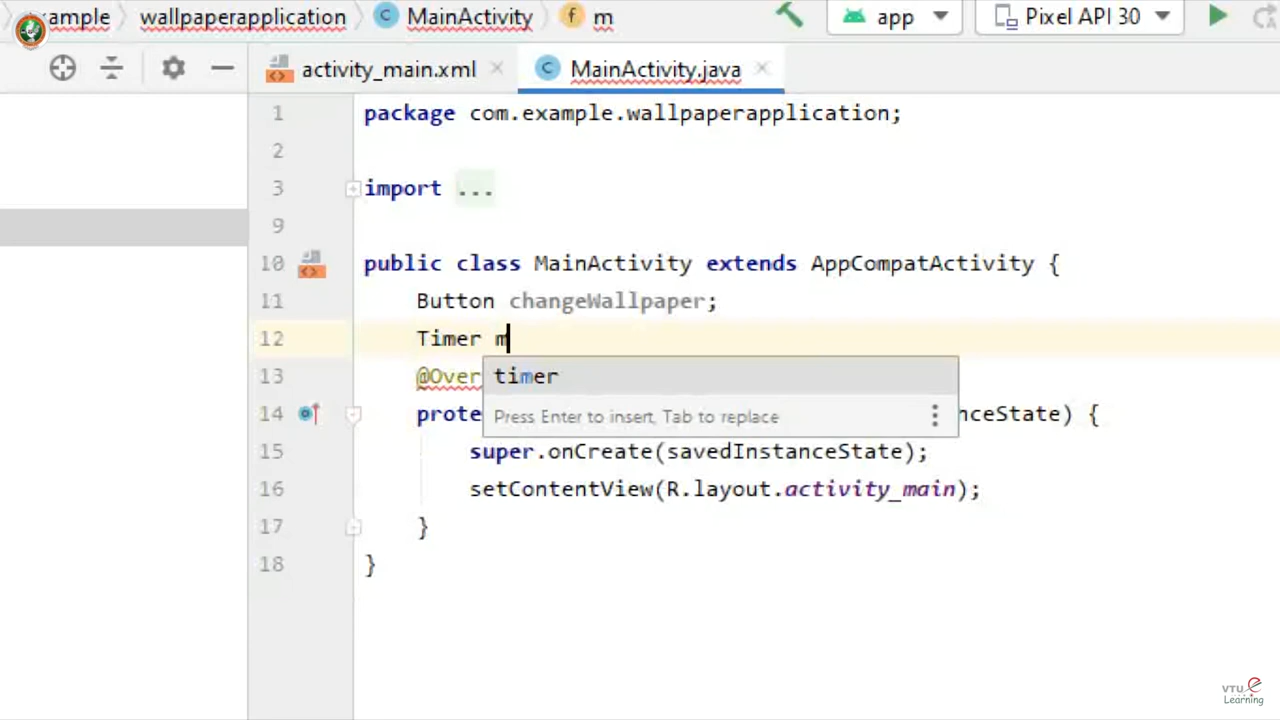 example wallpaperapplication MainActivity m app Pixel API 30
activity_main.xml MainActivity.java
1 package com.example.wallpaperapplication;
2
3 import ...
9
10 public class MainActivity extends AppCompatActivity {
11 Button changeWallpaper;
12 Timer m
13 @Over timer
Press Enter to insert, Tab to replace
14 prote nceState) {
15 super.onCreate(savedInstanceState);
16 setContentView(R.layout.activity_main);
17 }
18 }
VTU e
Learning